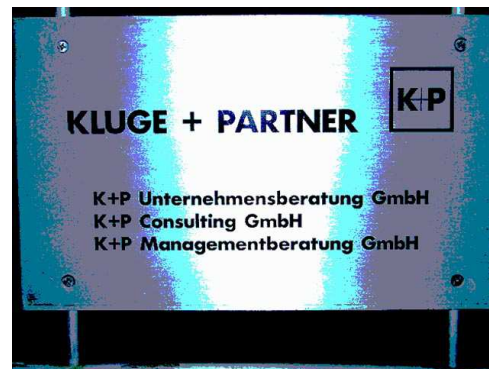 K+P
KLUGE + PARTNER
K+P Unternehmensberatung GmbH
K+P Consulting GmbH
K+P Managementberatung GmbH